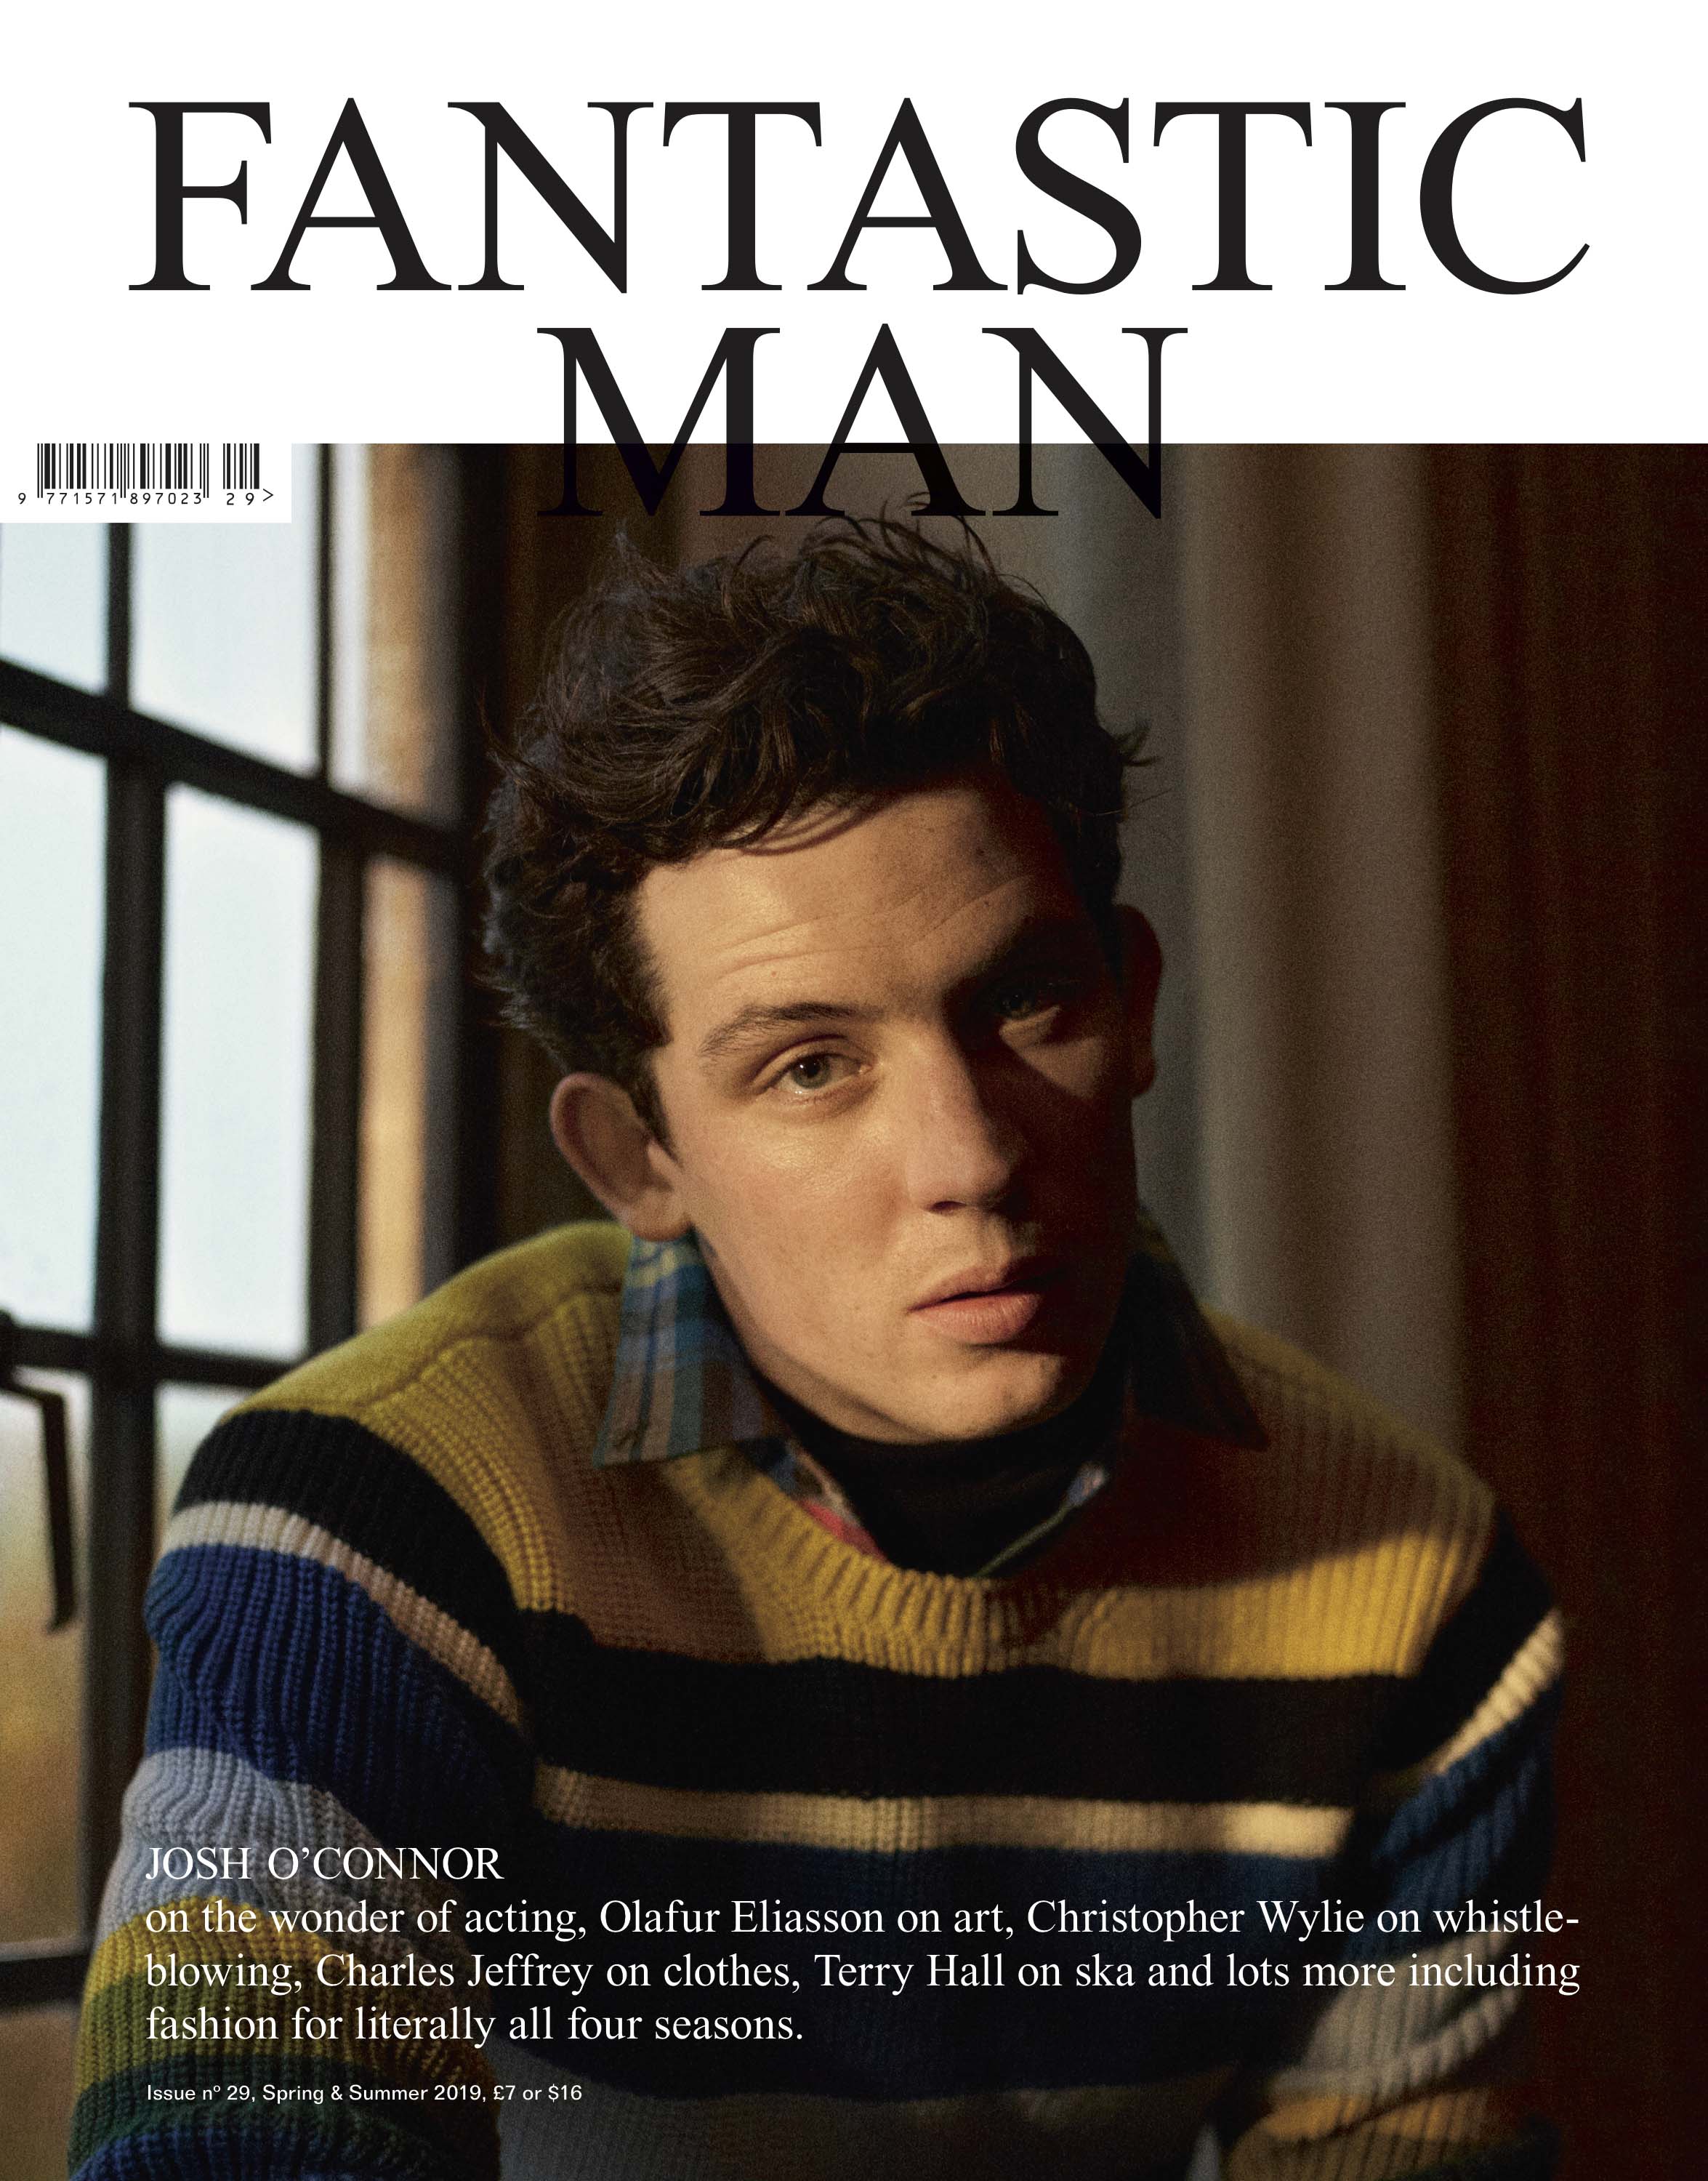 FANTASTIC
MAN
9 771571 897023 29>
JOSH O’CONNOR
on the wonder of acting, Olafur Eliasson on art, Christopher Wylie on whistle-
blowing, Charles Jeffrey on clothes, Terry Hall on ska and lots more including
fashion for literally all four seasons.
Issue nº 29, Spring & Summer 2019, £7 or $16